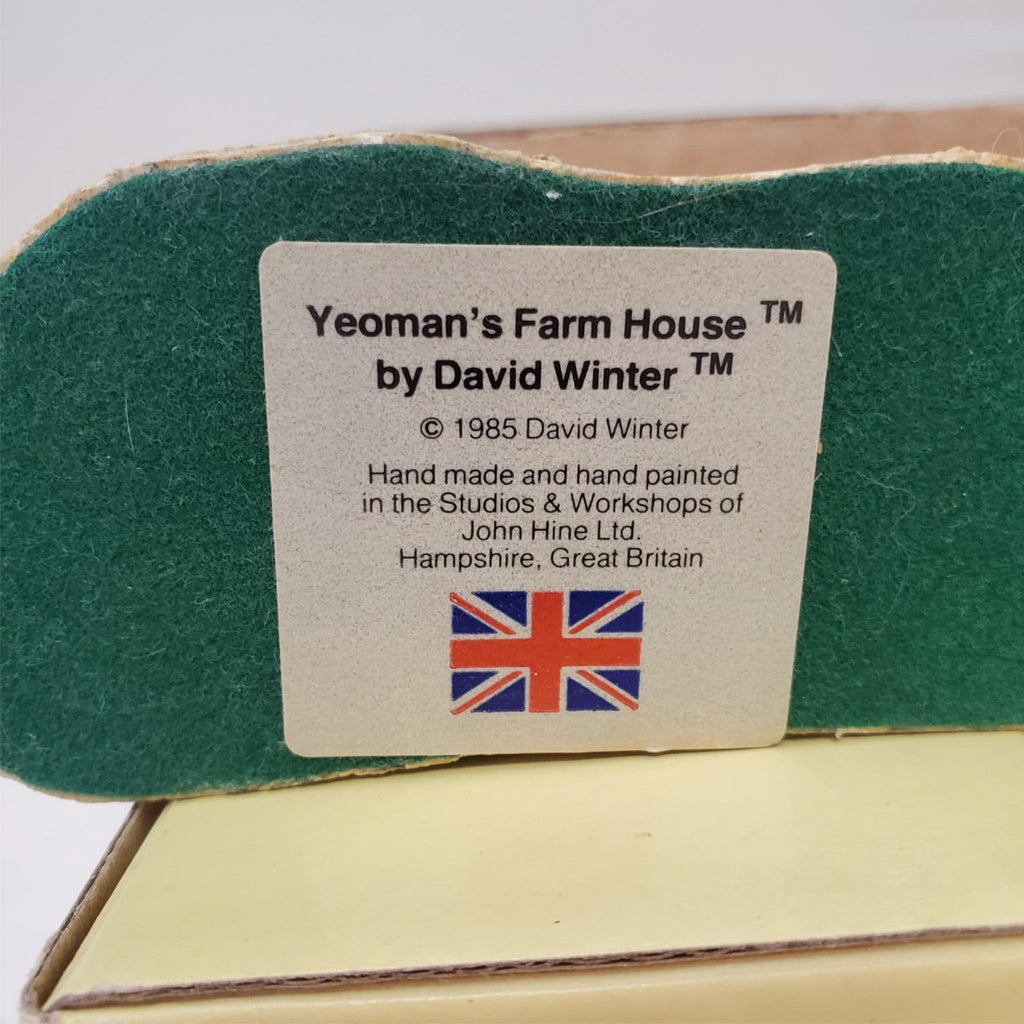 Yeoman's Farm House ™
by David Winter ™
© 1985 David Winter
Hand made and hand painted
in the Studios & Workshops of
John Hine Ltd.
Hampshire, Great Britain